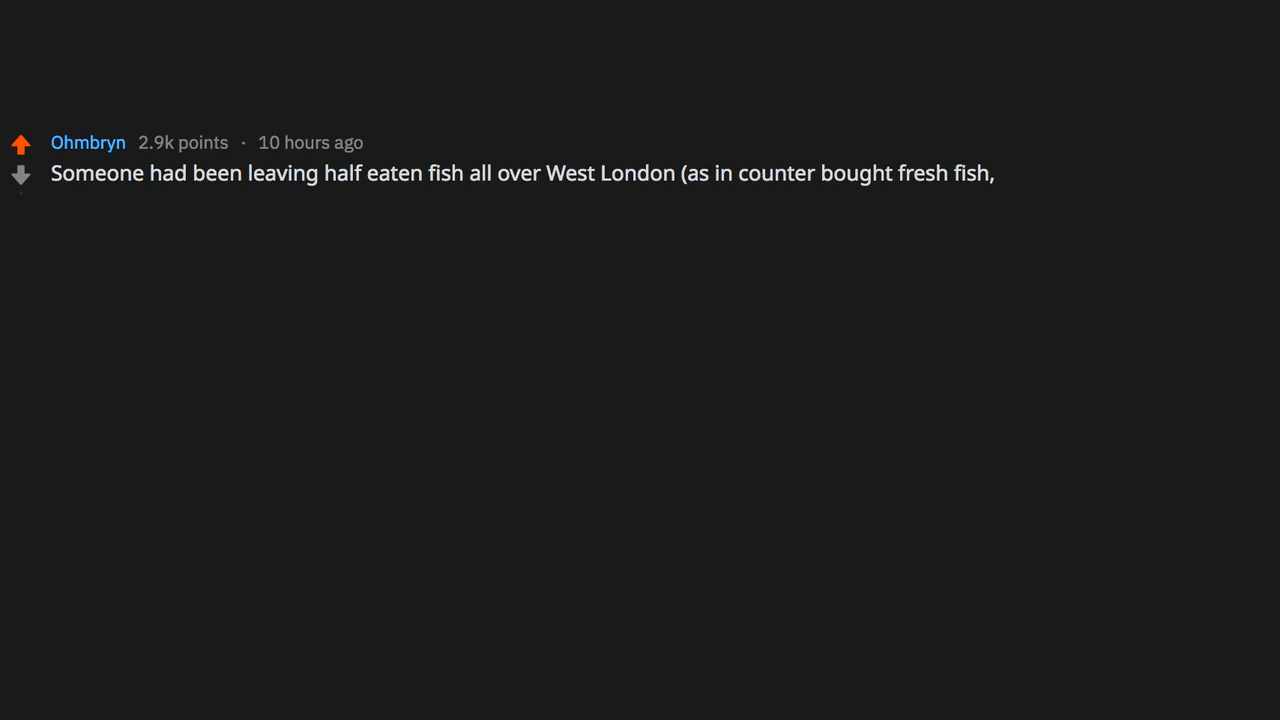 Ohmbryn 2.9k points · 10 hours ago
Someone had been leaving half eaten fish all over West London (as in counter bought fresh fish,